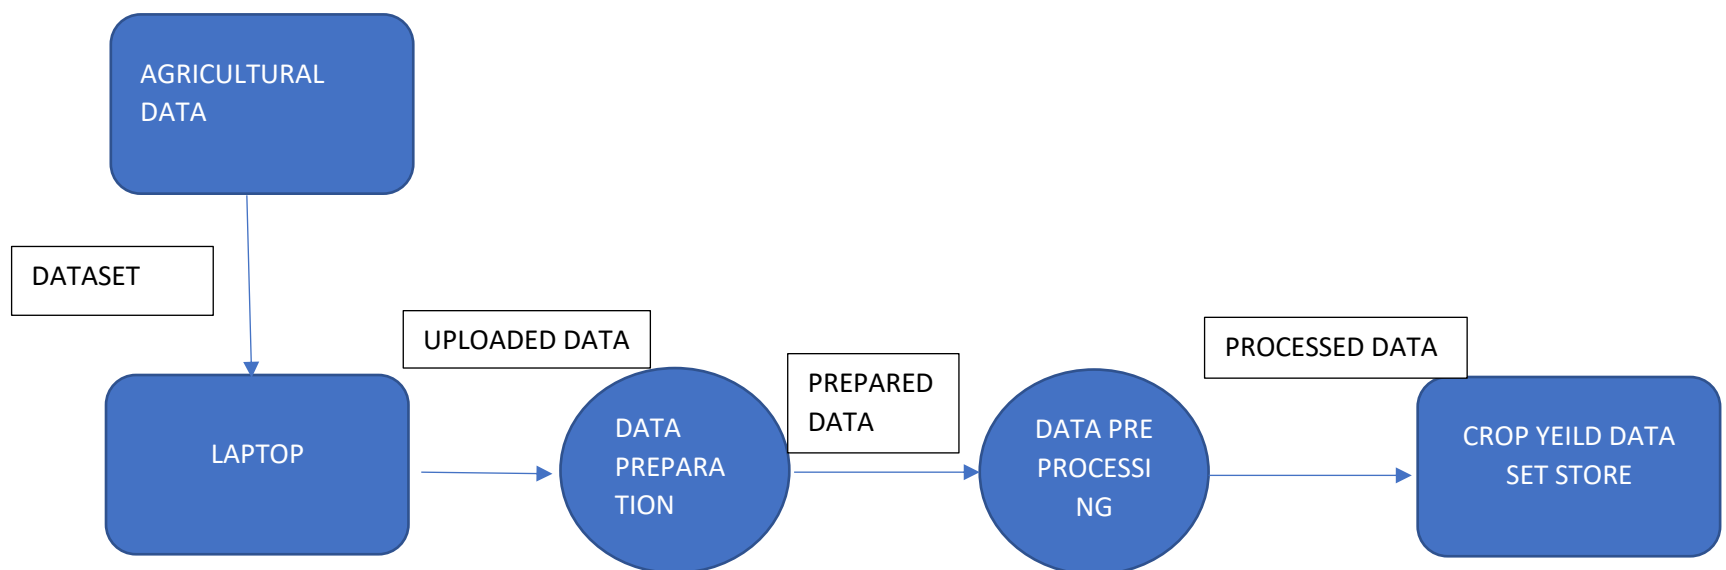 AGRICULTURAL
DATA
DATASET
UPLOADED DATA
PROCESSED DATA
PREPARED
DATA
LAPTOP
DATA
PREPARA
TION
DATA PRE
PROCESSI
NG
CROP YEILD DATA
SET STORE